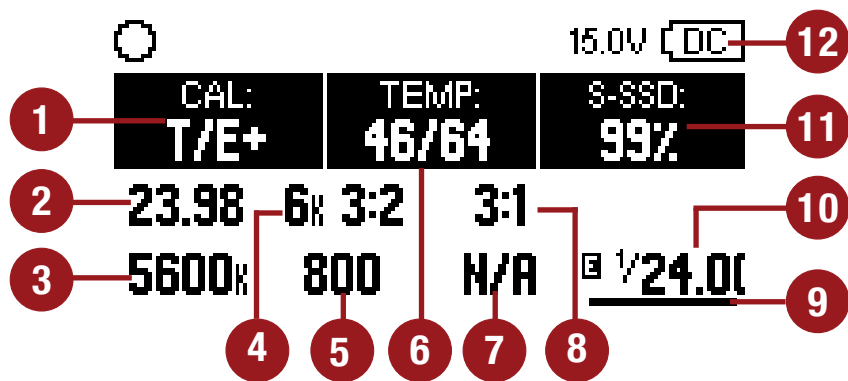 15.0V DC 12
CAL: TEMP: S-SSD:
1 T/E+ 46/64 99% 11
2 23.98 6K 3:2 3:1 10
3 5600K 800 N/A E 1/24.00 9
4 5 6 7 8